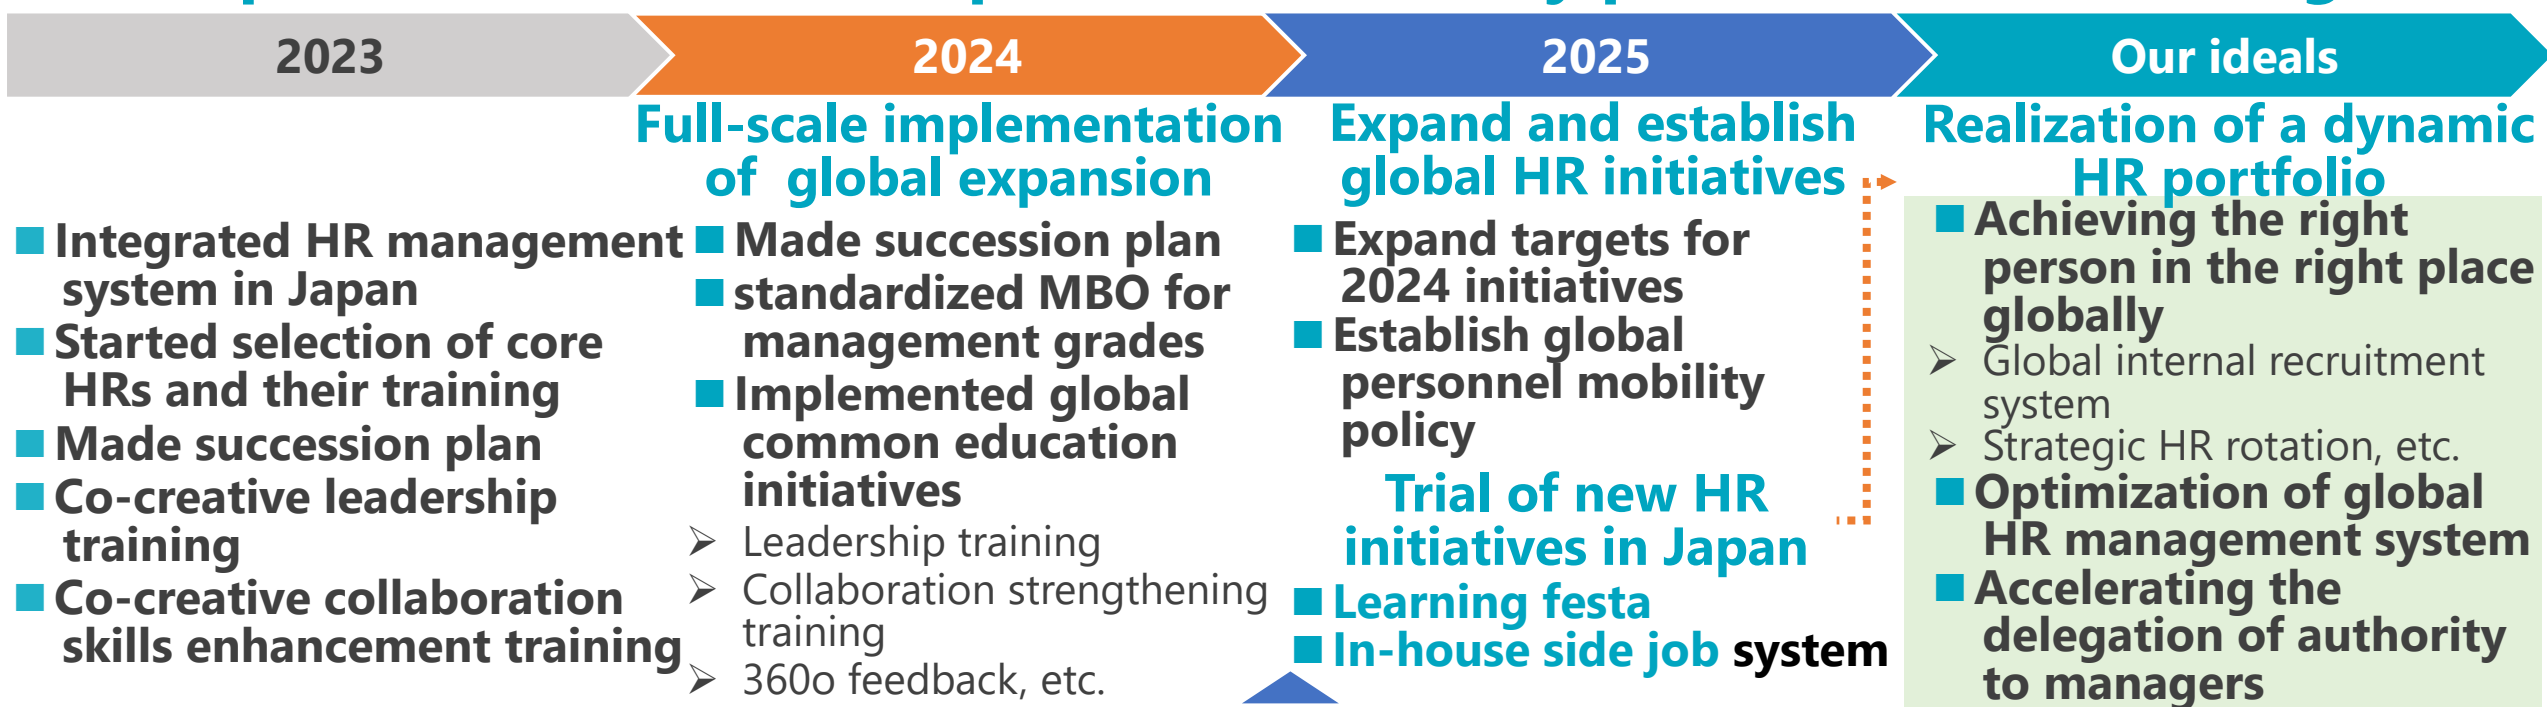 2023
2024
2025
Our ideals
Full-scale implementation
of global expansion
Expand and establish
global HR initiatives
Realization of a dynamic
HR portfolio
Integrated HR management
system in Japan
Started selection of core
HRs and their training
Made succession plan
Co-creative leadership
training
Co-creative collaboration
skills enhancement training
Made succession plan
standardized MBO for
management grades
Implemented global
common education
initiatives
Leadership training
Collaboration strengthening
training
360o feedback, etc.
Expand targets for
2024 initiatives
Establish global
personnel mobility
policy
Trial of new HR
initiatives in Japan
Learning festa
In-house side job system
Achieving the right
person in the right place
globally
Global internal recruitment
system
Strategic HR rotation, etc.
Optimization of global
HR management system
Accelerating the
delegation of authority
to managers